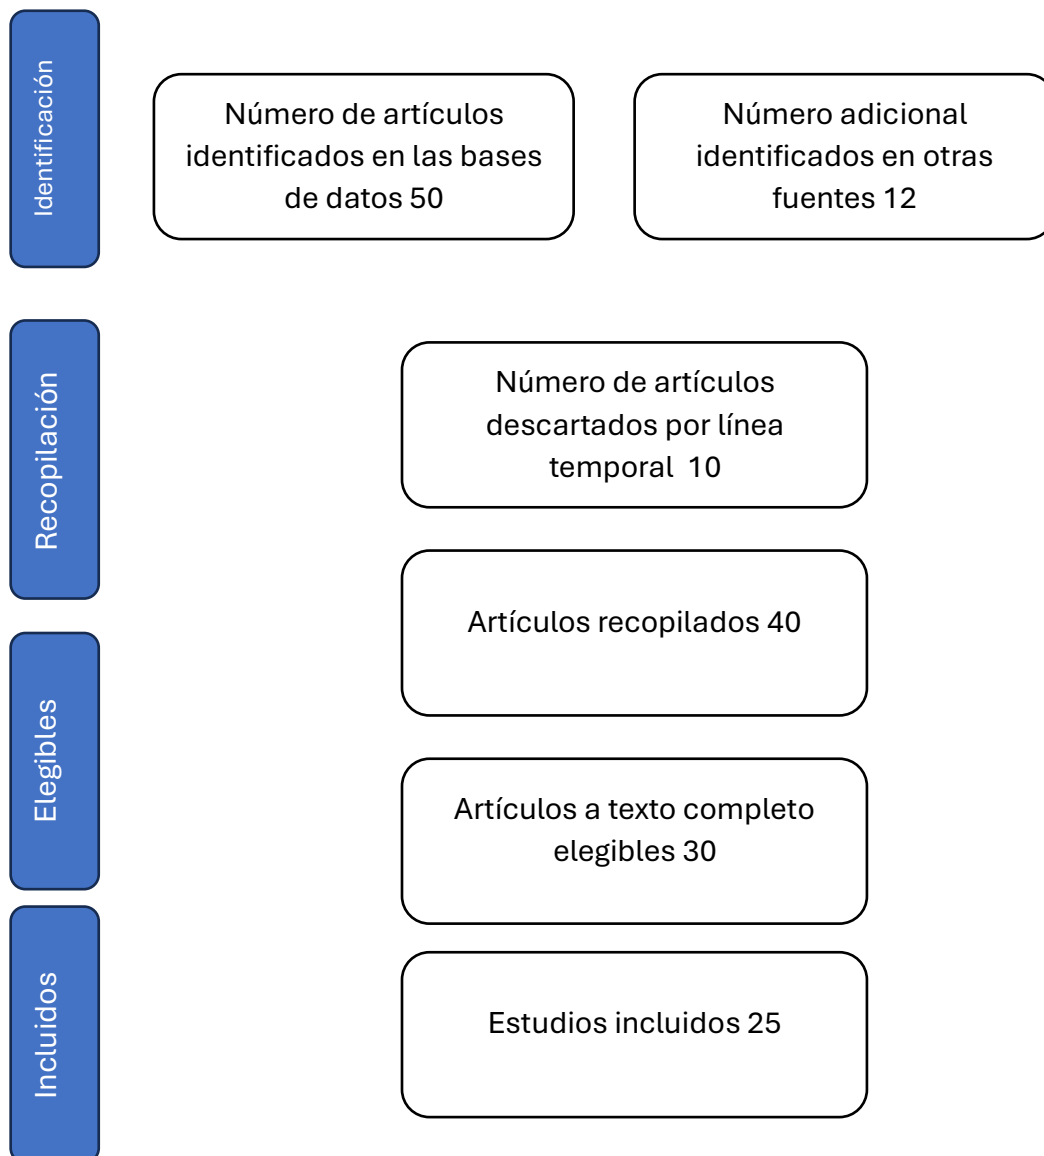 Identificación
Número de artículos
identificados en las bases
de datos 50
Número adicional
identificados en otras
fuentes 12
Recopilación
Número de artículos
descartados por línea
temporal  10
Artículos recopilados 40
Elegibles
Artículos a texto completo
elegibles 30
Incluidos
Estudios incluidos 25